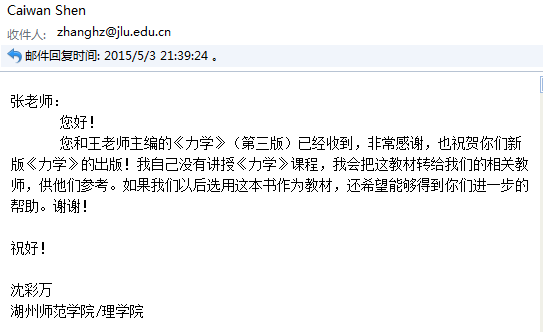 Caiwan Shen
收件人: zhanghz@jlu.edu.cn
邮件回复时间: 2015/5/3 21:39:24 。
张老师：
您好！
您和王老师主编的《力学》（第三版）已经收到，非常感谢，也祝贺你们新
版《力学》的出版！我自己没有讲授《力学》课程，我会把这教材转给我们的相关教
师，供他们参考。如果我们以后选用这本书作为教材，还希望能够得到你们进一步的
帮助。谢谢！
祝好！
沈彩万
湖州师范学院/理学院